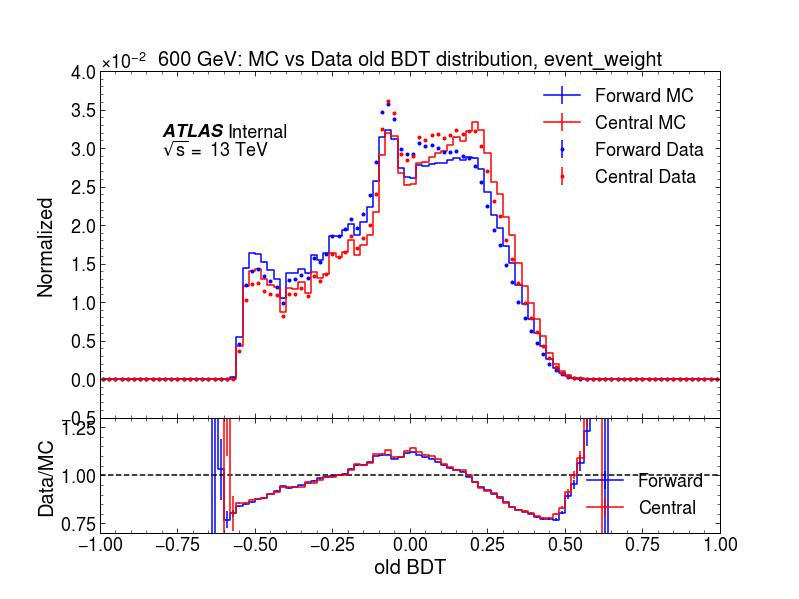 ×10⁻² 600 GeV: MC vs Data old BDT distribution, event_weight
4.0
3.5
3.0
2.5
2.0
1.5
1.0
0.5
0.0
Normalized
ATLAS Internal
√s = 13 TeV
Forward MC
Central MC
Forward Data
Central Data
1.25
1.00
0.75
Data/MC
Forward
Central
−1.00 −0.75 −0.50 −0.25 0.00 0.25 0.50 0.75 1.00
old BDT